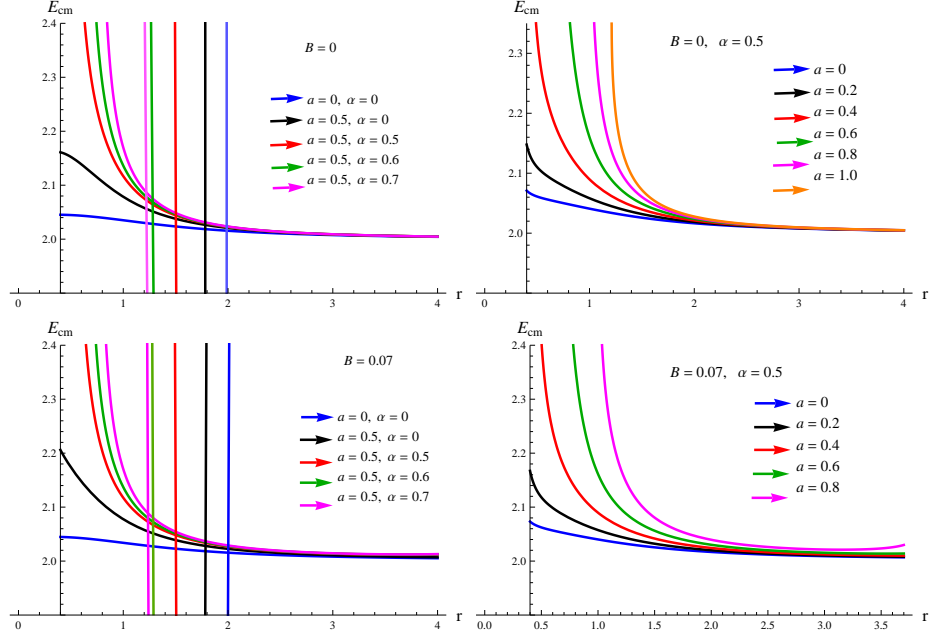 E_cm
2.4
2.3
2.2
2.1
2.0
0 1 2 3 4
r
B = 0
a = 0, α = 0
a = 0.5, α = 0
a = 0.5, α = 0.5
a = 0.5, α = 0.6
a = 0.5, α = 0.7
E_cm
2.3
2.2
2.1
2.0
0 1 2 3 4
r
B = 0, α = 0.5
a = 0
a = 0.2
a = 0.4
a = 0.6
a = 0.8
a = 1.0
E_cm
2.4
2.3
2.2
2.1
2.0
0 1 2 3 4
r
B = 0.07
a = 0, α = 0
a = 0.5, α = 0
a = 0.5, α = 0.5
a = 0.5, α = 0.6
a = 0.5, α = 0.7
E_cm
2.4
2.3
2.2
2.1
2.0
0.0 0.5 1.0 1.5 2.0 2.5 3.0 3.5
r
B = 0.07, α = 0.5
a = 0
a = 0.2
a = 0.4
a = 0.6
a = 0.8